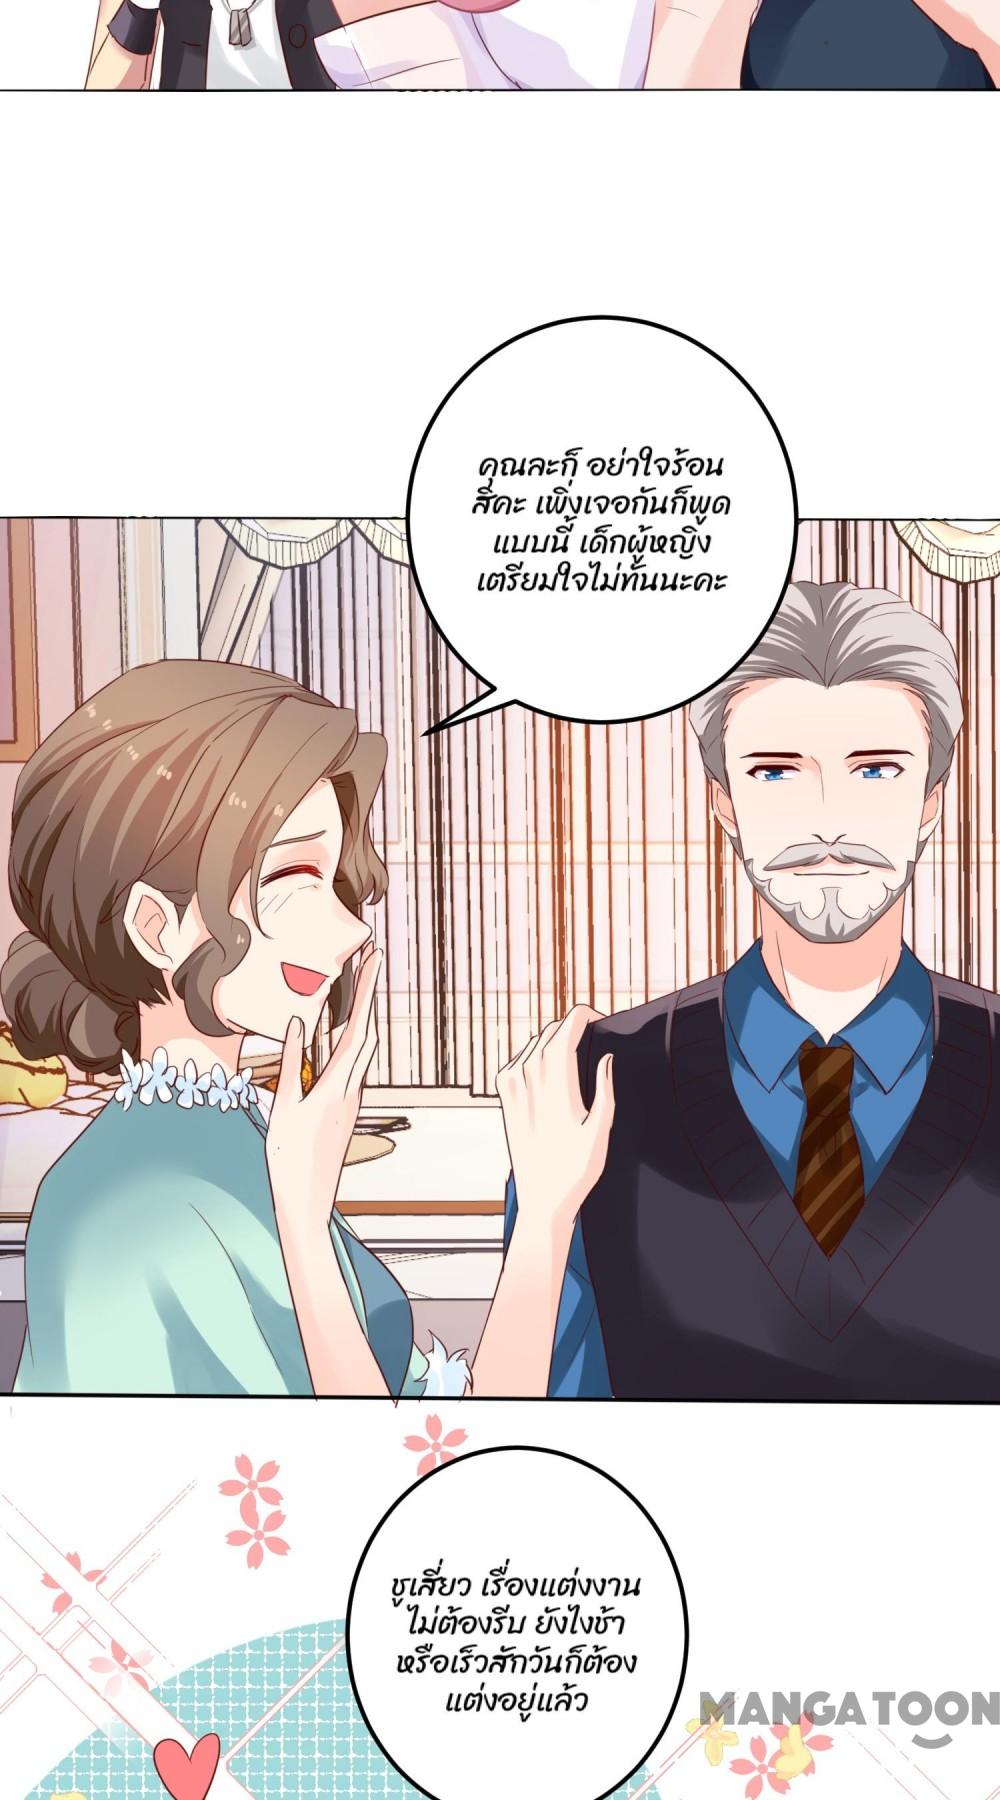 คุณละก็ อย่าใจร้อน
สิคะ เพิ่งเจอกันก็พูด
แบบนี้ เด็กผู้หญิง
เตรียมใจไม่ทันนะคะ
ชูเสี่ยว เรื่องแต่งงาน
ไม่ต้องรีบ ยังไงช้า
หรือเร็วสักวันก็ต้อง
แต่งอยู่แล้ว
MANGATOON